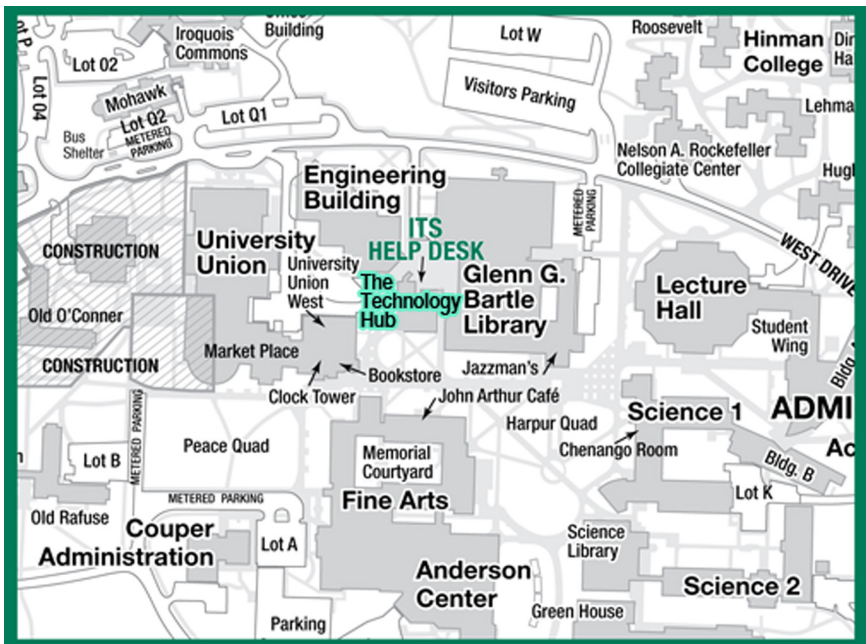 Office
Building
Iroquois
Commons
Lot P
Lot 02
Lot 04
Mohawk
Lot Q2
METERED
PARKING
Bus
Shelter
Lot Q1
Lot W
Visitors Parking
Roosevelt
Hinman
College
Lehma
Nelson A. Rockefeller
Collegiate Center
Hugh
METERED
PARKING
WEST DRIVE
CONSTRUCTION
Old O'Conner
CONSTRUCTION
University
Union
Engineering
Building
ITS
HELP DESK
University
Union
West
The
Technology
Hub
Glenn G.
Bartle
Library
Lecture
Hall
Student
Wing
Market Place
Clock Tower
Bookstore
Jazzman's
John Arthur Café
Harpur Quad
Science 1
Chenango Room
ADMI
Bldg. B
Lot K
METERED PARKING
Peace Quad
Lot B
METERED PARKING
Old Rafuse
Couper
Administration
Lot A
Parking
Memorial
Courtyard
Fine Arts
Anderson
Center
Science
Library
Science 2
Green House